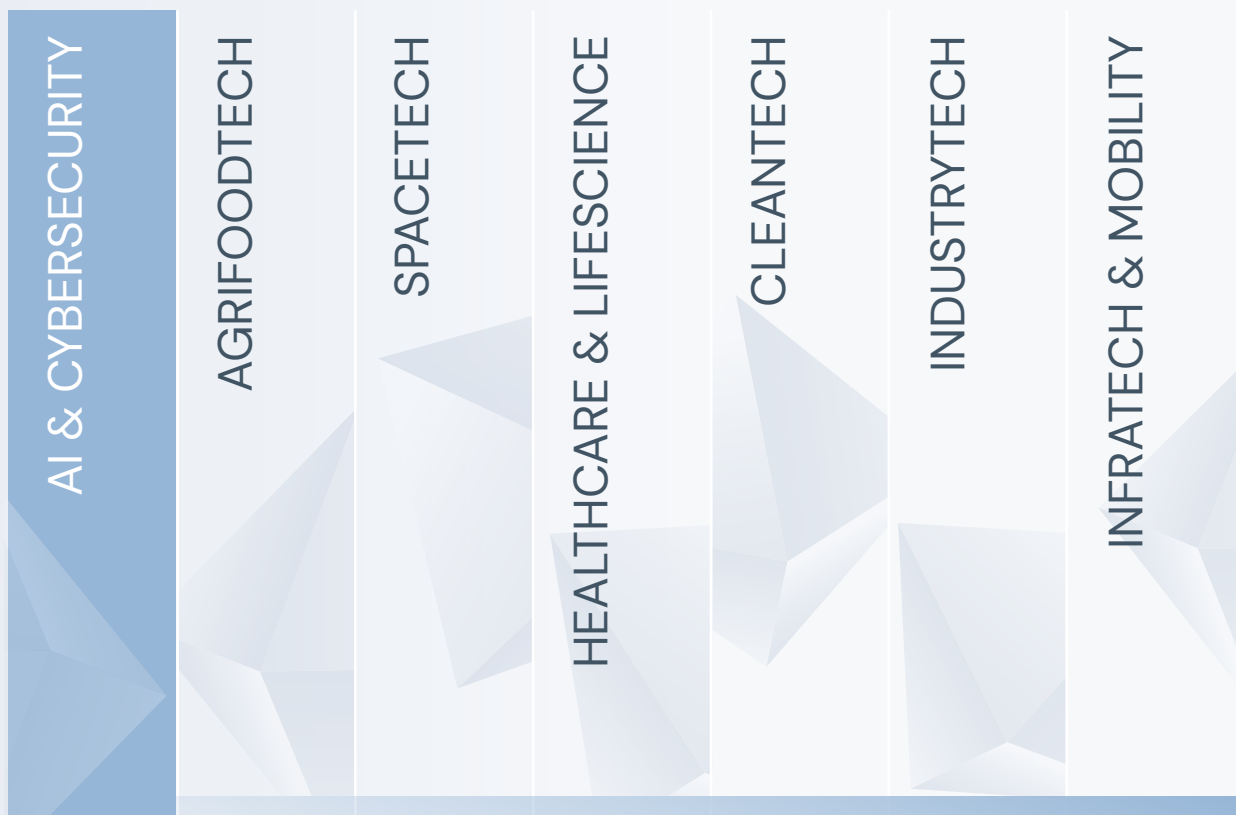 AI & CYBERSECURITY
AGRIFOODTECH
SPACETECH
HEALTHCARE & LIFESCIENCE
CLEANTECH
INDUSTRYTECH
INFRATECH & MOBILITY